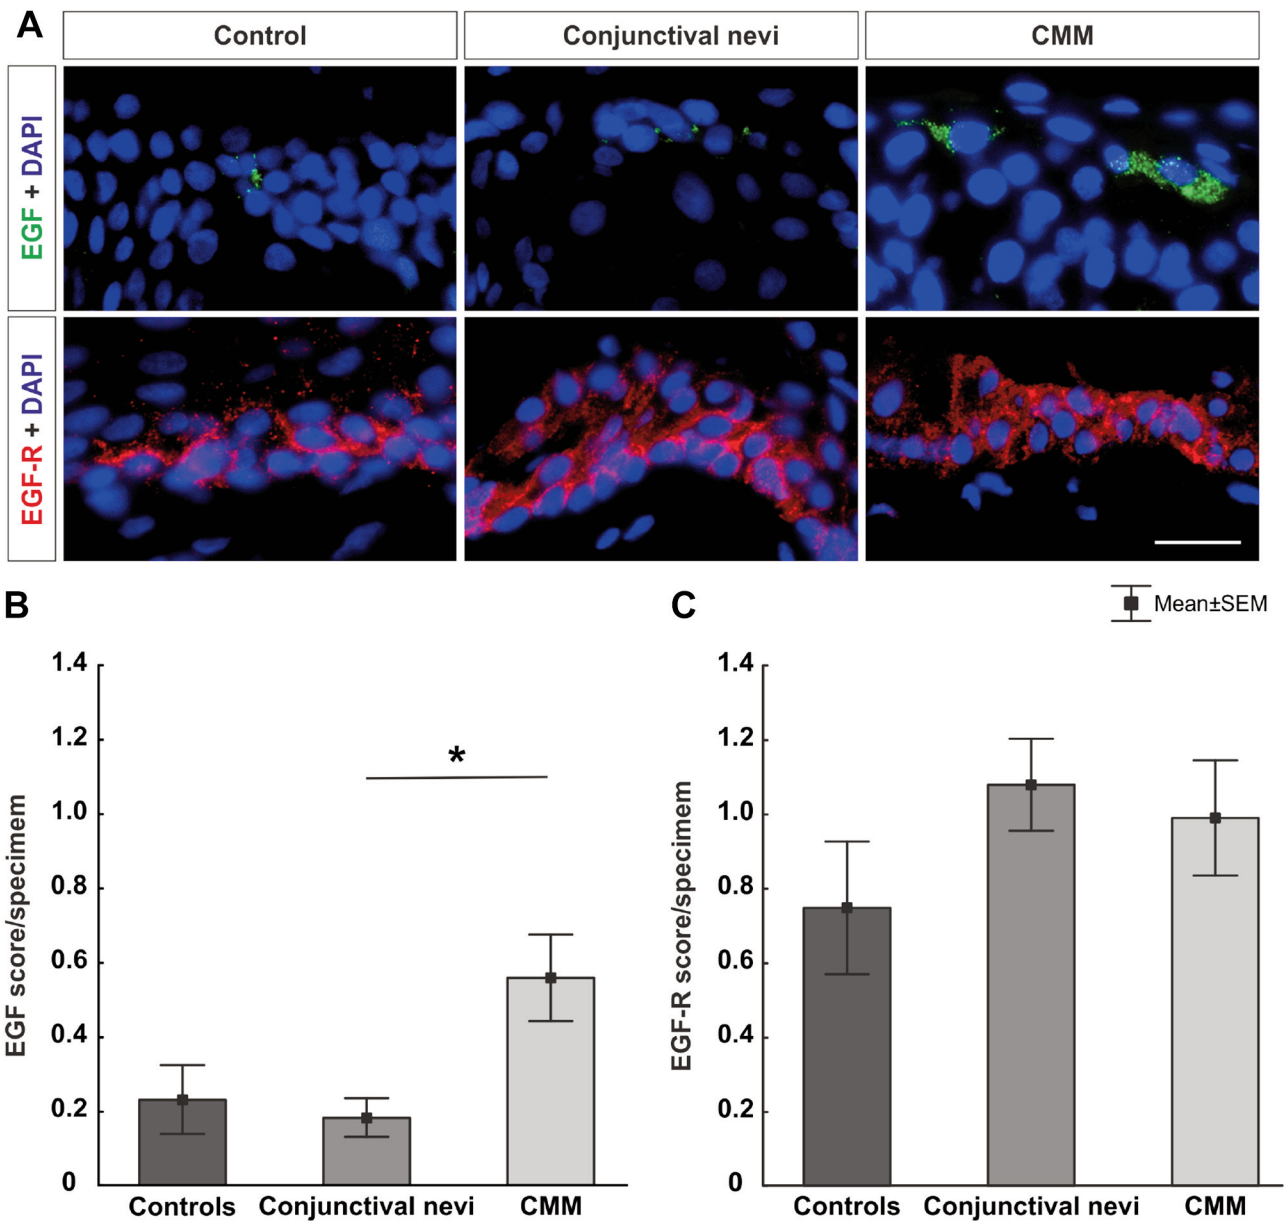 A
Control
Conjunctival nevi
CMM
EGF + DAPI
EGF-R + DAPI
B
C
Mean±SEM
1.4
1.2
1.0
0.8
0.6
0.4
0.2
0
EGF score/specimem
*
Controls
Conjunctival nevi
CMM
1.4
1.2
1.0
0.8
0.6
0.4
0.2
0
EGF-R score/specimem
Controls
Conjunctival nevi
CMM